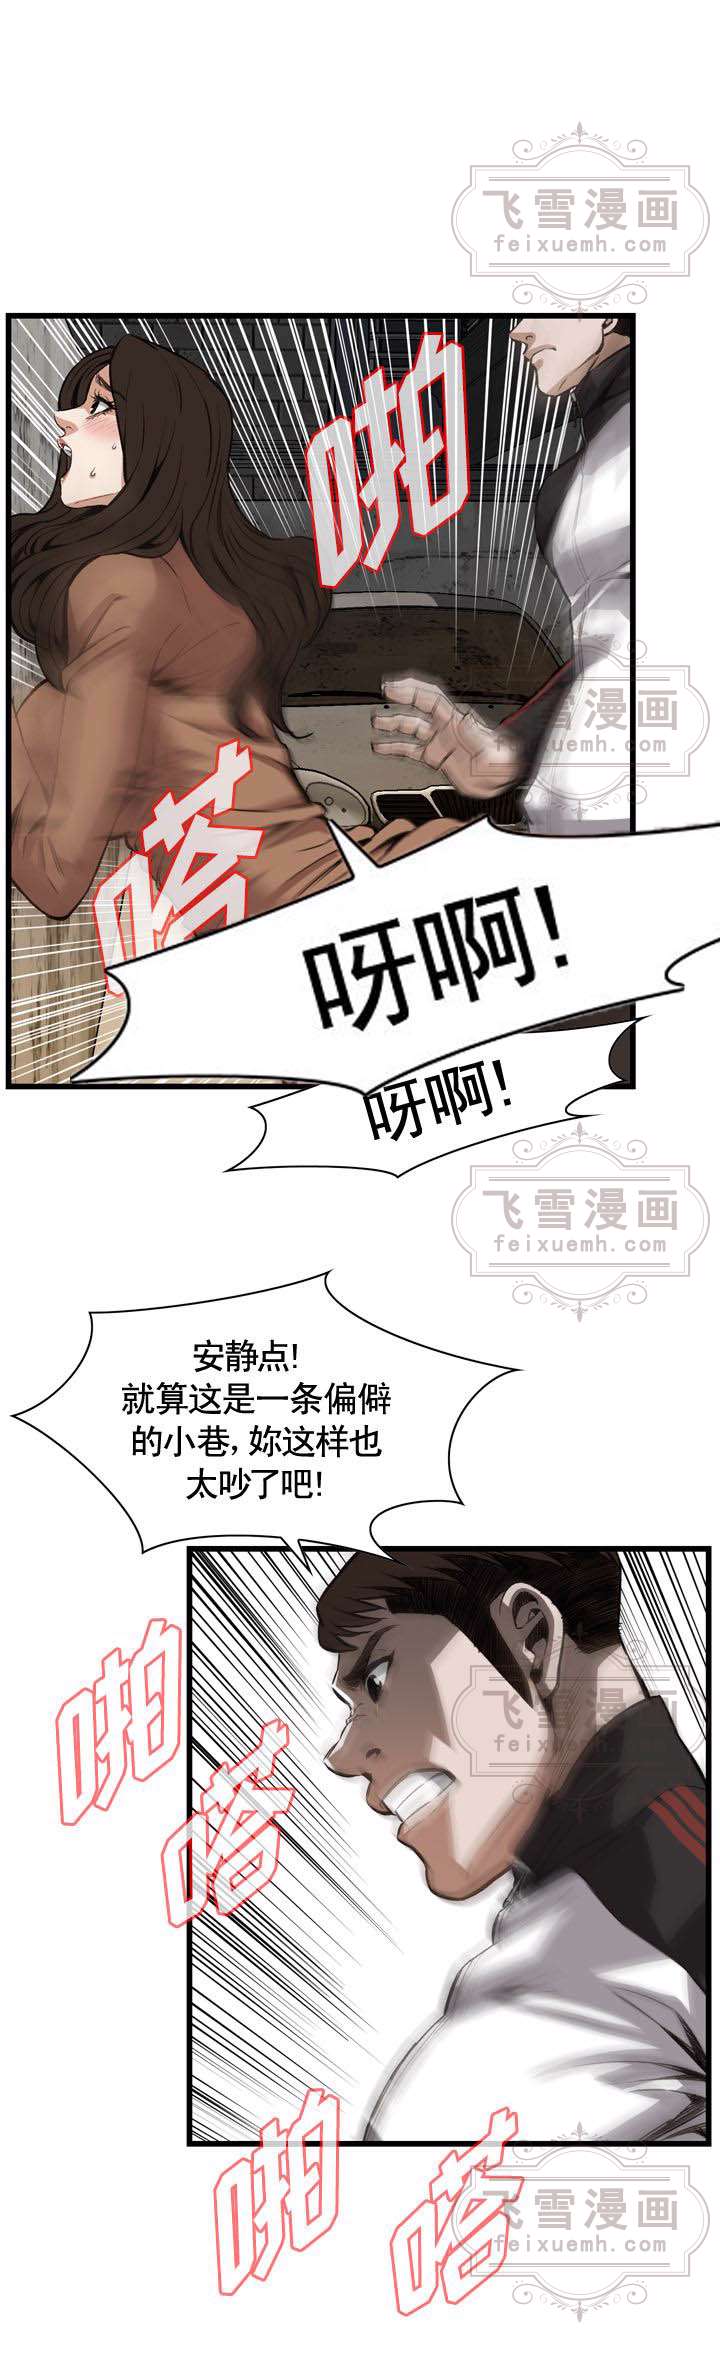 飞雪漫画
feixuemh.com
啪
飞雪漫画
feixuemh.com
嗒
呀啊!
呀啊!
飞雪漫画
feixuemh.com
安静点!
就算这是一条偏僻
的小巷,妳这样也
太吵了吧!
啪
飞雪漫画
feixuemh.com
嗒
啪
嗒
飞雪漫画
feixuemh.com